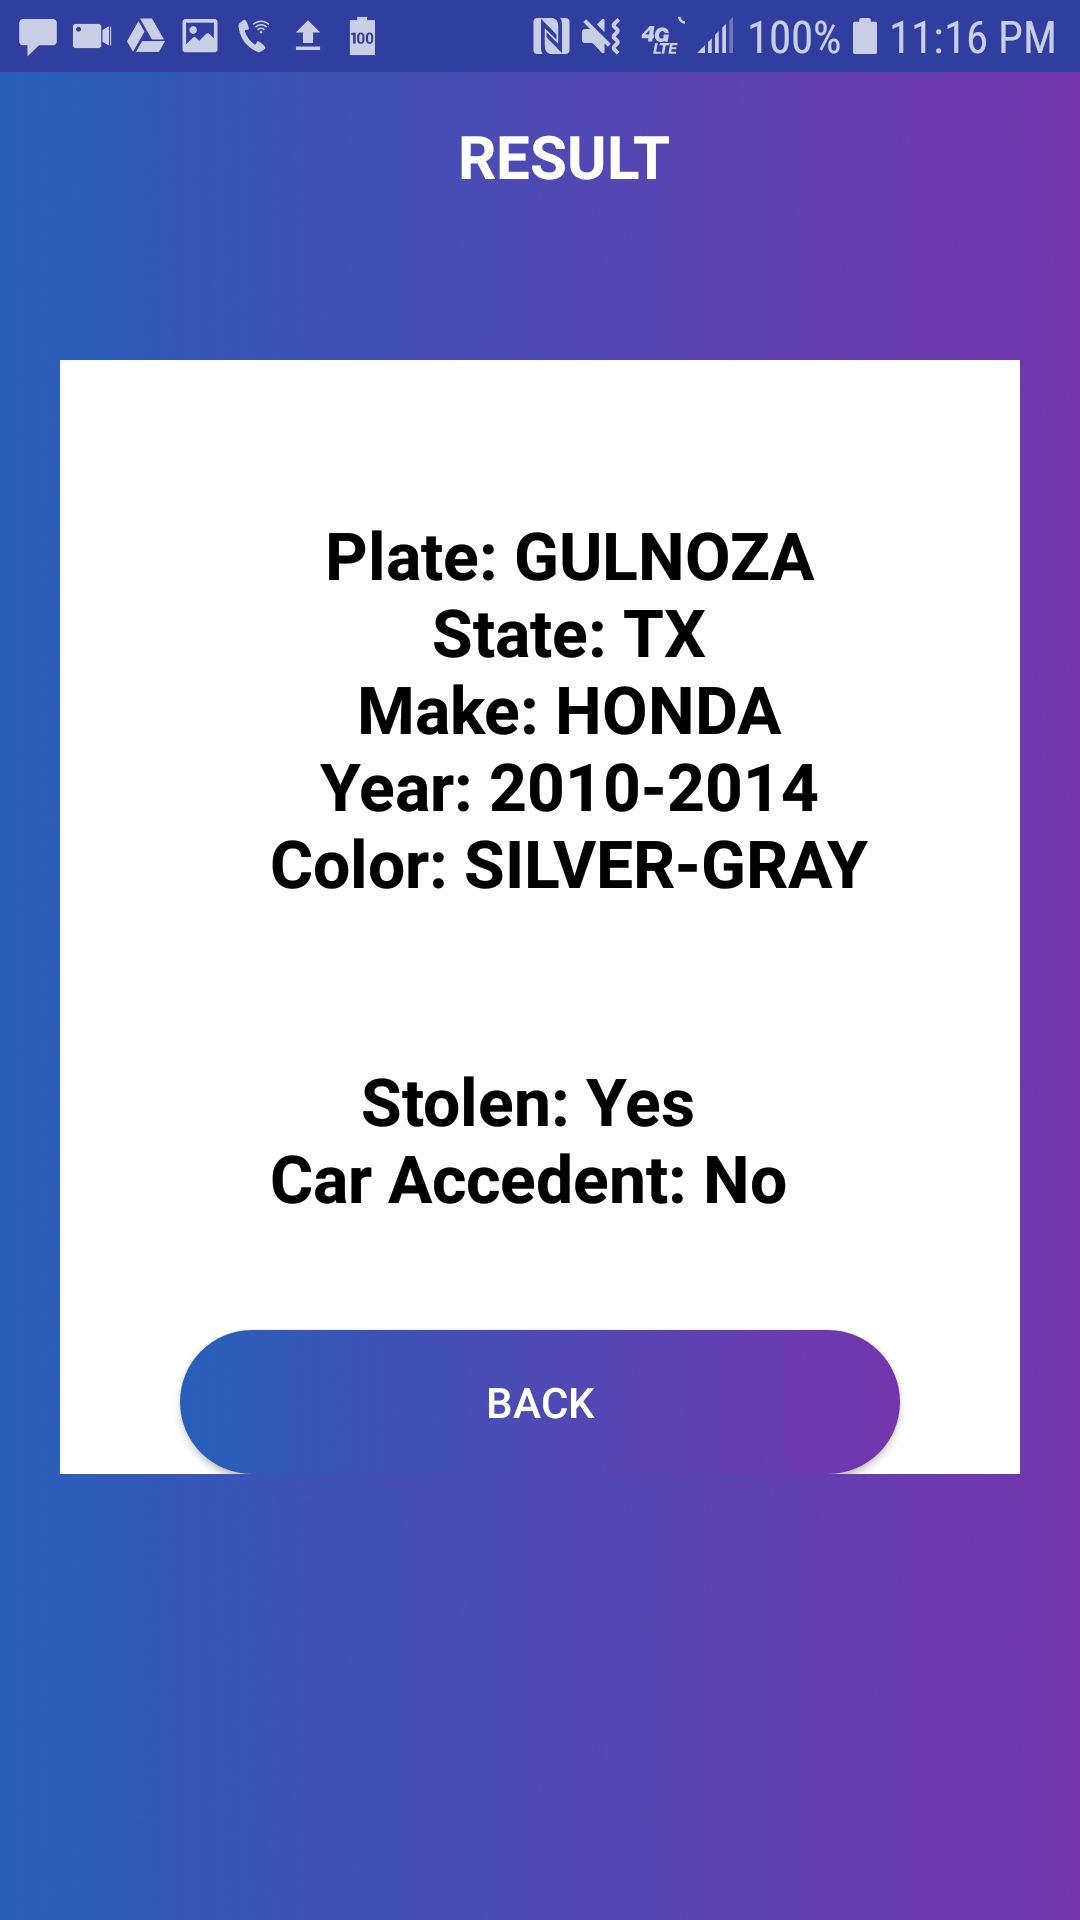 100 4G LTE 100% 11:16 PM
RESULT
Plate: GULNOZA
State: TX
Make: HONDA
Year: 2010-2014
Color: SILVER-GRAY
Stolen: Yes
Car Accedent: No
BACK